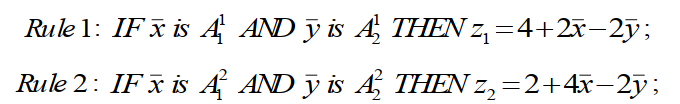 Rule 1: IF x̄ is A₁¹ AND ȳ is A₂¹ THEN z₁=4+2x̄−2ȳ;
Rule 2: IF x̄ is A₁² AND ȳ is A₂² THEN z₂=2+4x̄−2ȳ;